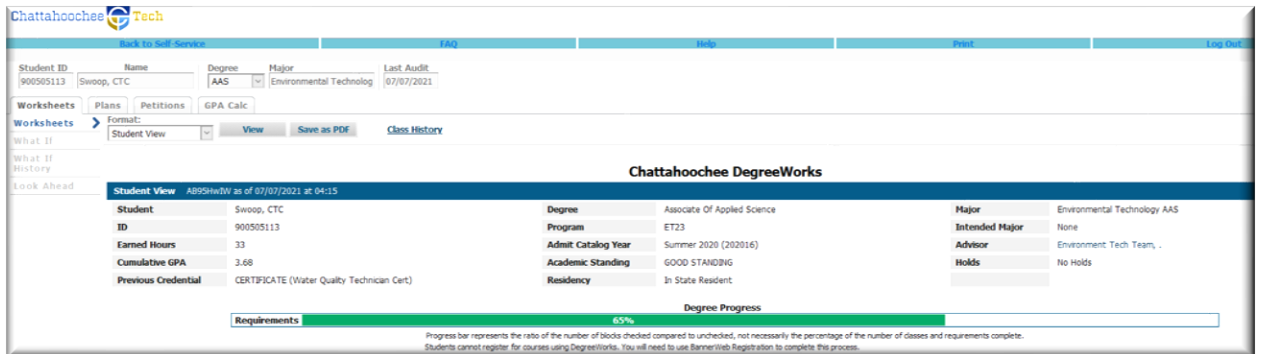 Chattahoochee Tech
Back to Self-Service FAQ Help Print Log Out
Student ID Name Degree Major Last Audit
900505113 Swoop, CTC AAS Environmental Technolog 07/07/2021
Worksheets Plans Petitions GPA Calc
Worksheets Format:
Student View View Save as PDF Class History
What If
What If
History
Look Ahead
Chattahoochee DegreeWorks
Student View AB95HwIW as of 07/07/2021 at 04:15
Student Swoop, CTC Degree Associate Of Applied Science Major Environmental Technology AAS
ID 900505113 Program ET23 Intended Major None
Earned Hours 33 Admit Catalog Year Summer 2020 (202016) Advisor Environment Tech Team, .
Cumulative GPA 3.68 Academic Standing GOOD STANDING Holds No Holds
Previous Credential CERTIFICATE (Water Quality Technician Cert) Residency In State Resident
Degree Progress
Requirements 65%
Progress bar represents the ratio of the number of blocks checked compared to unchecked, not necessarily the percentage of the number of classes and requirements complete.
Students cannot register for courses using DegreeWorks. You will need to use BannerWeb Registration to complete this process.